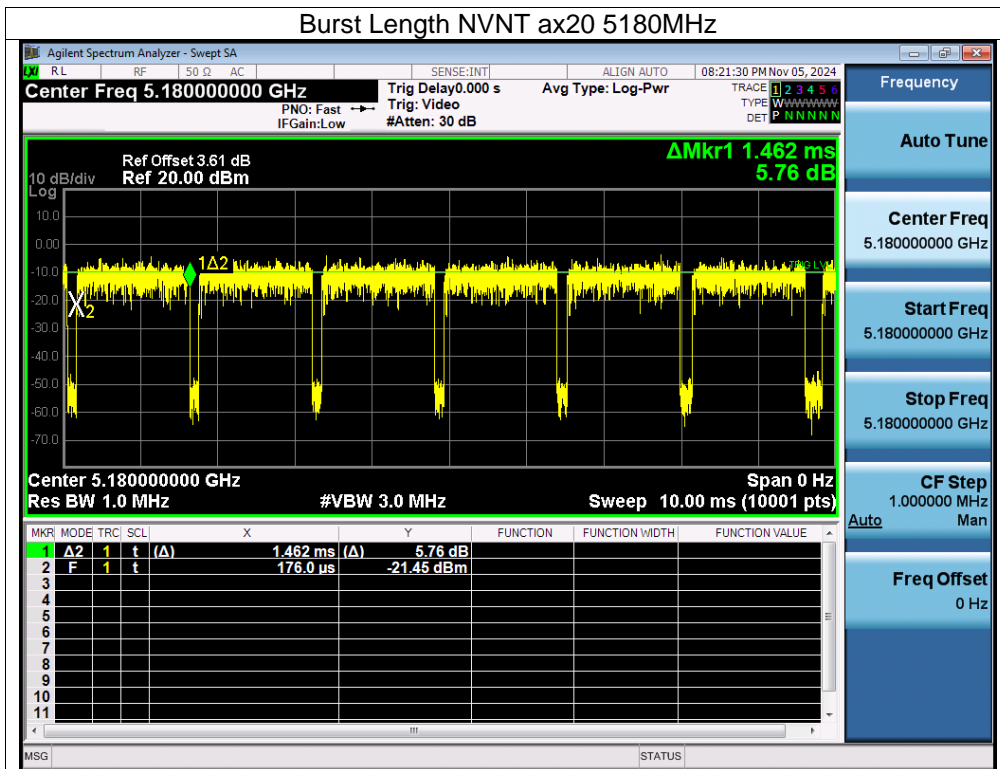 Burst Length NVNT ax20 5180MHz
Agilent Spectrum Analyzer - Swept SA
LXI RL RF 50 Ω AC SENSE:INT ALIGN AUTO 08:21:30 PM Nov 05, 2024
Center Freq 5.180000000 GHz
PNO: Fast
IFGain:Low
Trig Delay0.000 s
Trig: Video
#Atten: 30 dB
Avg Type: Log-Pwr
TRACE 1 2 3 4 5 6
TYPE WWWWWW
DET P N N N N N
ΔMkr1 1.462 ms
5.76 dB
Ref Offset 3.61 dB
10 dB/div Ref 20.00 dBm
Log
10.0
0.00
-10.0
-20.0
-30.0
-40.0
-50.0
-60.0
-70.0
1Δ2
X2
Center 5.180000000 GHz Span 0 Hz
Res BW 1.0 MHz #VBW 3.0 MHz Sweep 10.00 ms (10001 pts)
MKR MODE TRC SCL X Y FUNCTION FUNCTION WIDTH FUNCTION VALUE
1 Δ2 1 t (Δ) 1.462 ms (Δ) 5.76 dB
2 F 1 t 176.0 µs -21.45 dBm
3
4
5
6
7
8
9
10
11
MSG STATUS
Frequency
Auto Tune
Center Freq
5.180000000 GHz
Start Freq
5.180000000 GHz
Stop Freq
5.180000000 GHz
CF Step
1.000000 MHz
Auto Man
Freq Offset
0 Hz